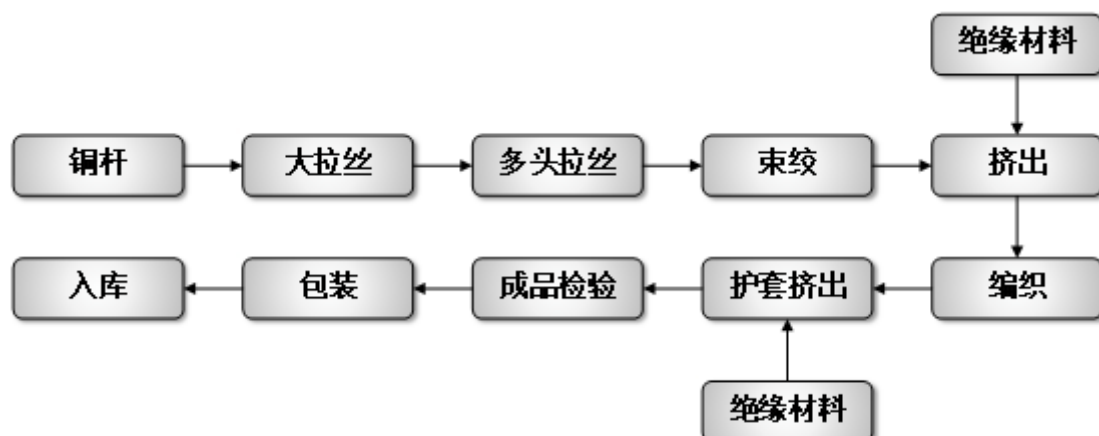 绝缘材料
铜杆
大拉丝
多头拉丝
束绞
挤出
入库
包装
成品检验
护套挤出
编织
绝缘材料